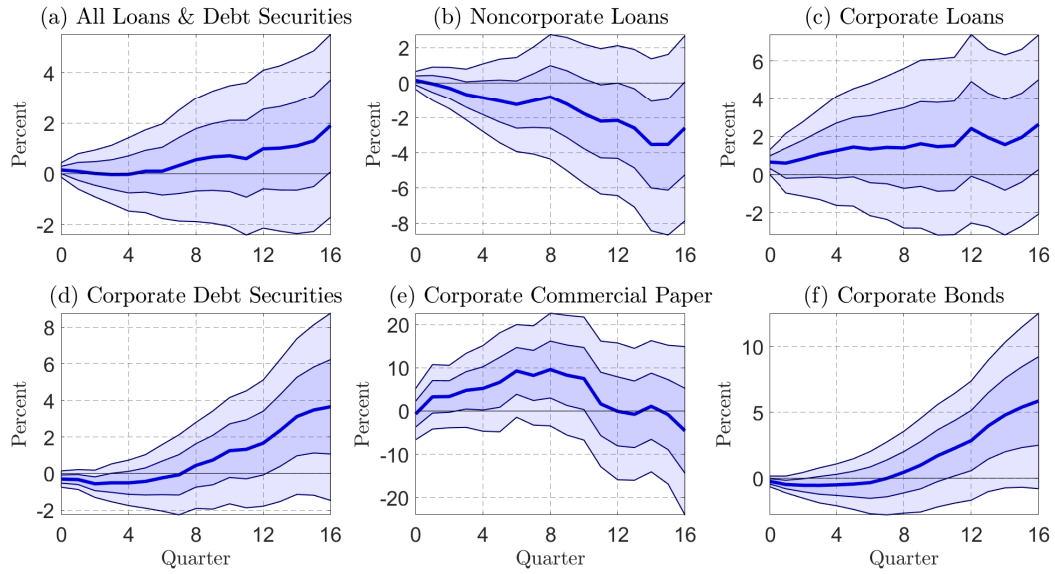 (a) All Loans & Debt Securities
(b) Noncorporate Loans
(c) Corporate Loans
Percent
4
2
0
-2
0 4 8 12 16
Percent
2
0
-2
-4
-6
-8
0 4 8 12 16
Percent
6
4
2
0
-2
0 4 8 12 16
(d) Corporate Debt Securities
(e) Corporate Commercial Paper
(f) Corporate Bonds
Percent
8
6
4
2
0
-2
0 4 8 12 16
Quarter
Percent
20
10
0
-10
-20
0 4 8 12 16
Quarter
Percent
10
5
0
0 4 8 12 16
Quarter